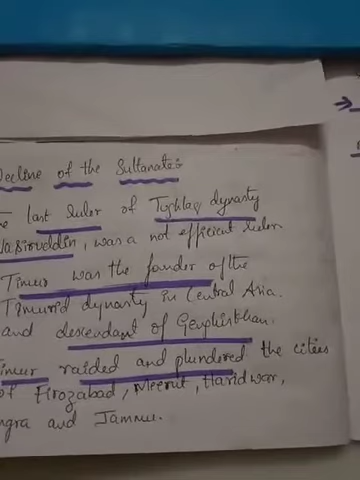 Decline of the Sultanate:
The last ruler of Tughlaq dynasty
Nasiruddin, was a not efficient ruler
Timur was the founder of the
Timurid dynasty in Central Asia.
and descendant of Genghis khan.
Timur raided and plundered the cities
of Firozabad, Meerut, Haridwar,
and Jammu.